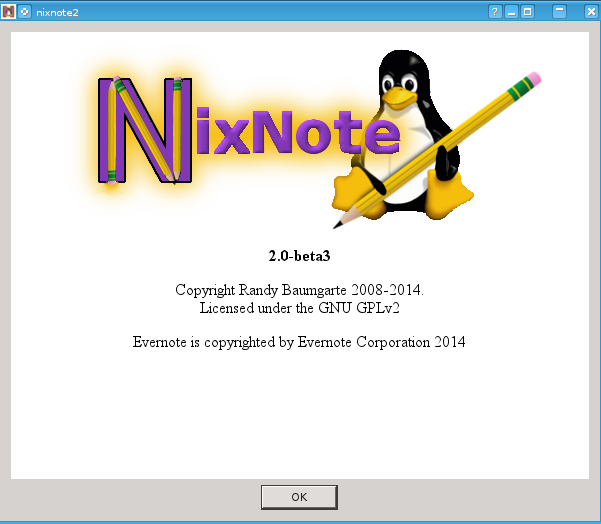 nixnote2
NixNote
2.0-beta3
Copyright Randy Baumgarte 2008-2014.
Licensed under the GNU GPLv2
Evernote is copyrighted by Evernote Corporation 2014
OK